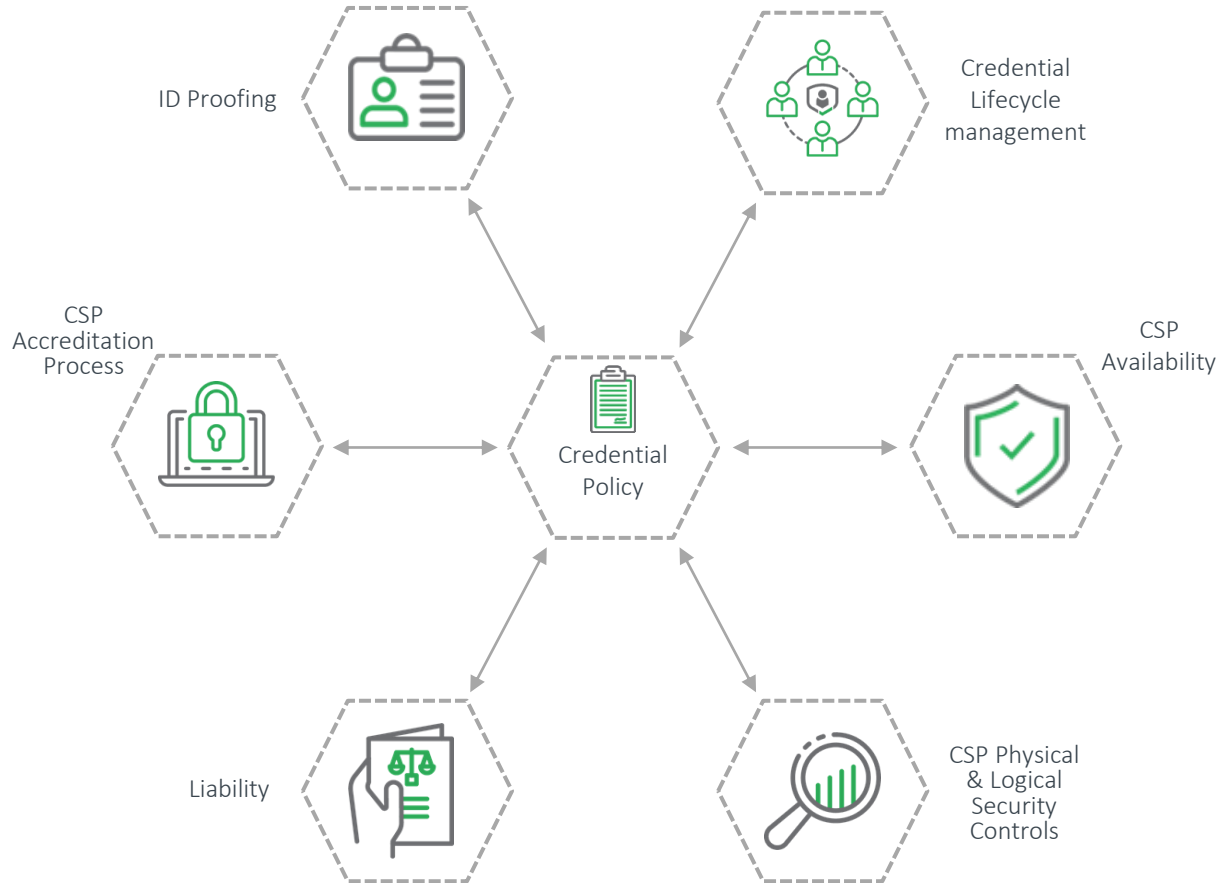 ID Proofing
Credential
Lifecycle
management
CSP
Accreditation
Process
CSP
Availability
Credential
Policy
Liability
CSP Physical
& Logical
Security
Controls